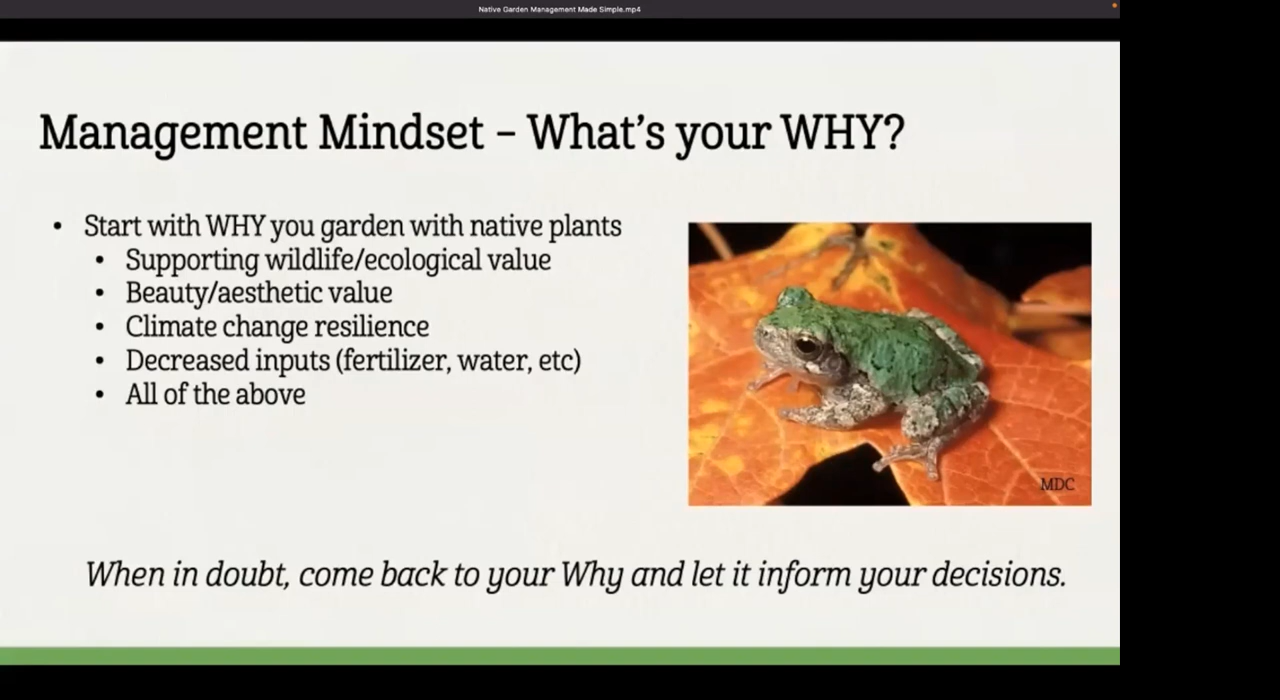 Native Garden Management Made Simple.mp4
Management Mindset – What's your WHY?
• Start with WHY you garden with native plants
• Supporting wildlife/ecological value
• Beauty/aesthetic value
• Climate change resilience
• Decreased inputs (fertilizer, water, etc)
• All of the above
MDC
When in doubt, come back to your Why and let it inform your decisions.